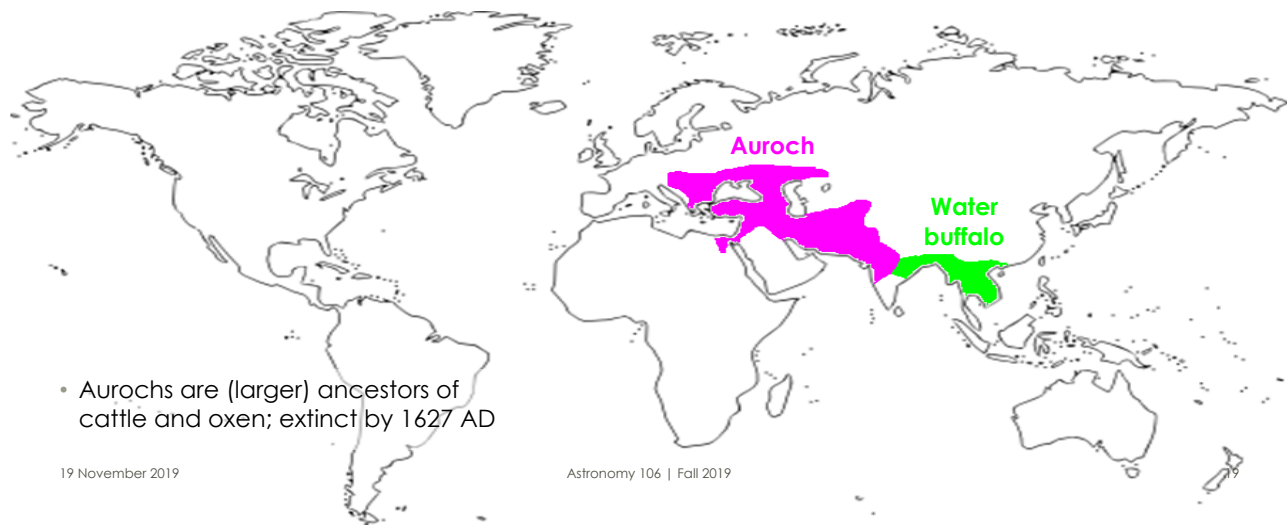 Auroch
Water
buffalo
• Aurochs are (larger) ancestors of
cattle and oxen; extinct by 1627 AD
19 November 2019
Astronomy 106 | Fall 2019
19